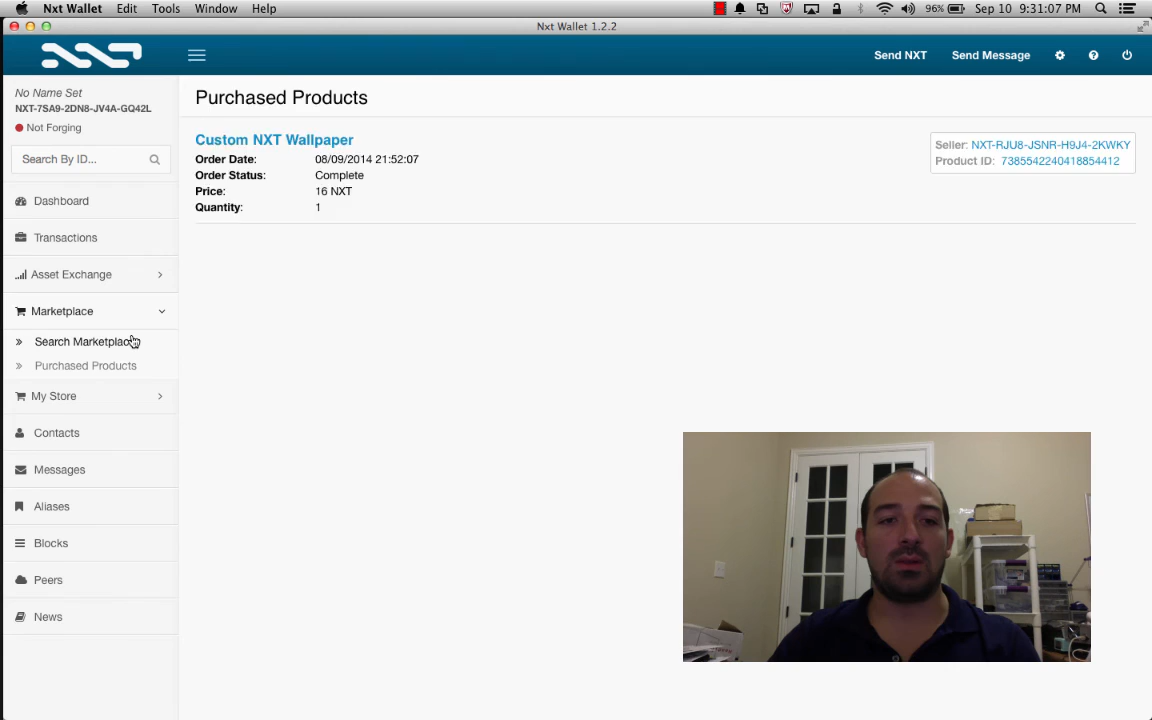 Nxt Wallet Edit Tools Window Help 96% Sep 10 9:31:07 PM
Nxt Wallet 1.2.2
NXT Send NXT Send Message
No Name Set
NXT-7SA9-2DN8-JV4A-GQ42L
Not Forging
Search By ID...
Dashboard
Transactions
Asset Exchange
Marketplace
Search Marketplace
Purchased Products
My Store
Contacts
Messages
Aliases
Blocks
Peers
News
Purchased Products
Custom NXT Wallpaper
Order Date: 08/09/2014 21:52:07
Order Status: Complete
Price: 16 NXT
Quantity: 1
Seller: NXT-RJU8-JSNR-H9J4-2KWKY
Product ID: 7385542240418854412